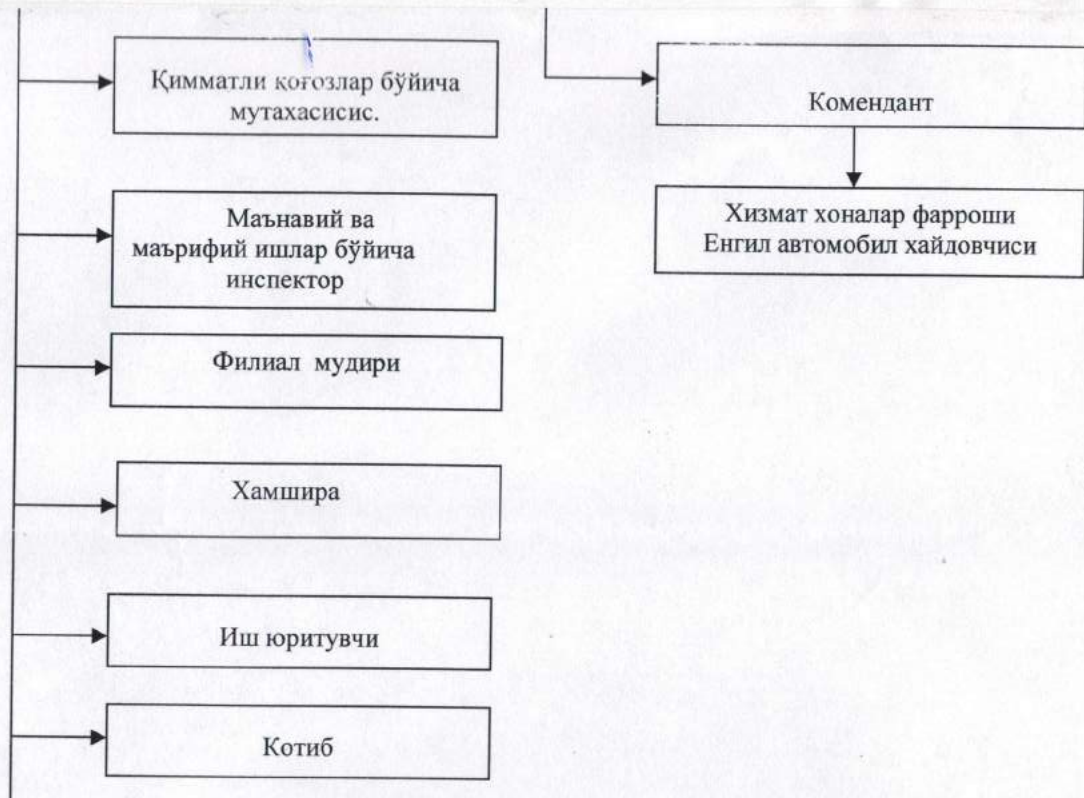 Қимматли қоғозлар бўйича
мутахасисис.
Маънавий ва
маърифий ишлар бўйича
инспектор
Филиал мудири
Хамшира
Иш юритувчи
Котиб
Комендант
Хизмат хоналар фарроши
Енгил автомобил хайдовчиси